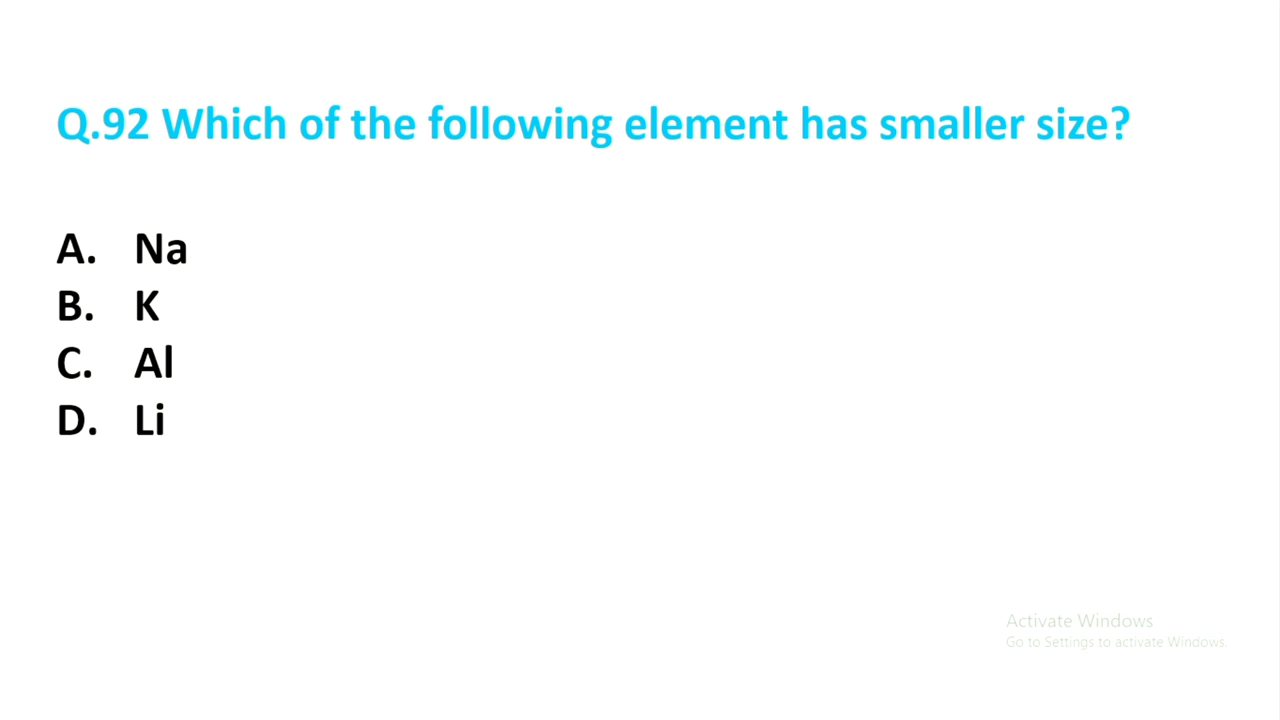 Q.92 Which of the following element has smaller size?
A. Na
B. K
C. Al
D. Li
Activate Windows
Go to Settings to activate Windows.